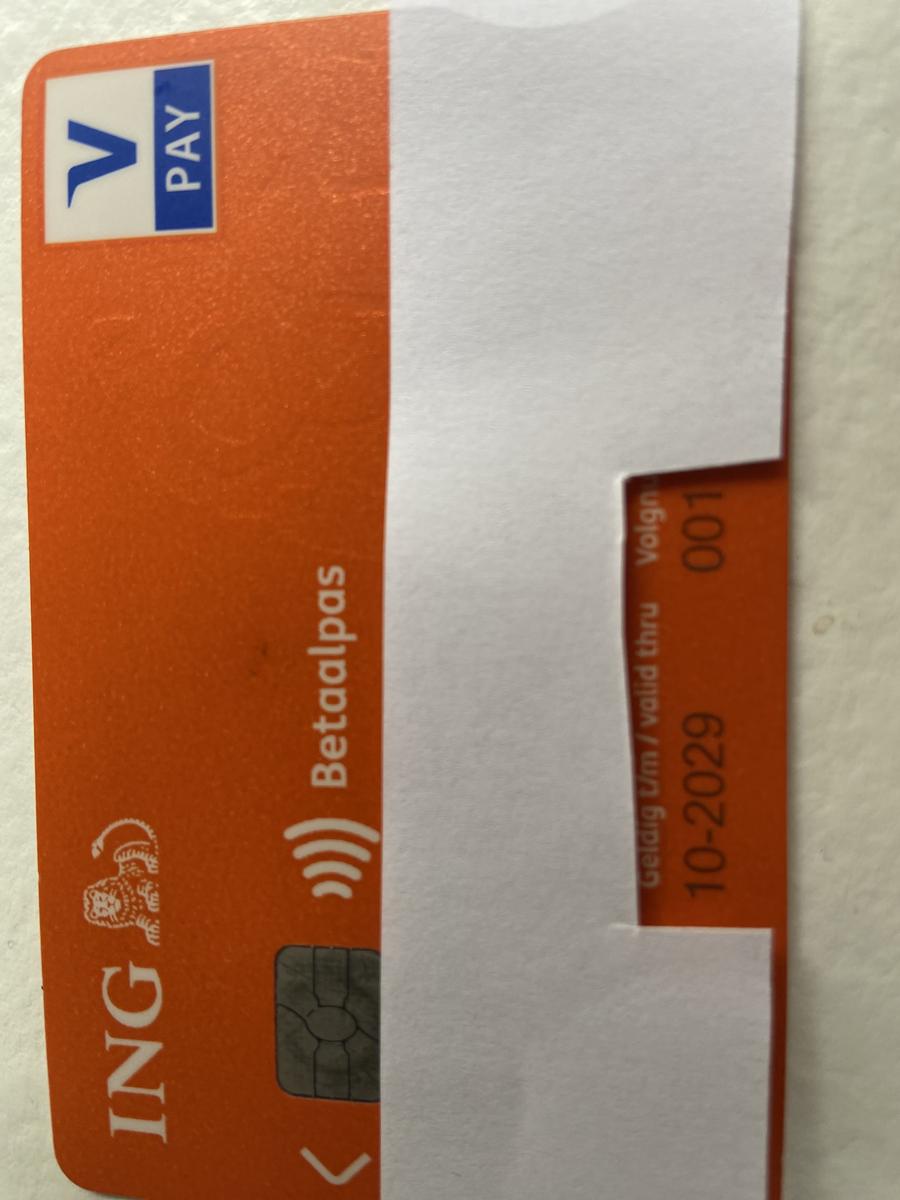 ING
V
PAY
Betaalpas
Geldig t/m / valid thru
10-2029 001